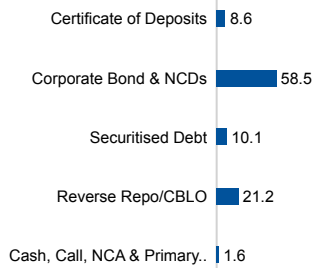 Certificate of Deposits 8.6
Corporate Bond & NCDs 58.5
Securitised Debt 10.1
Reverse Repo/CBLO 21.2
Cash, Call, NCA & Primary.. 1.6